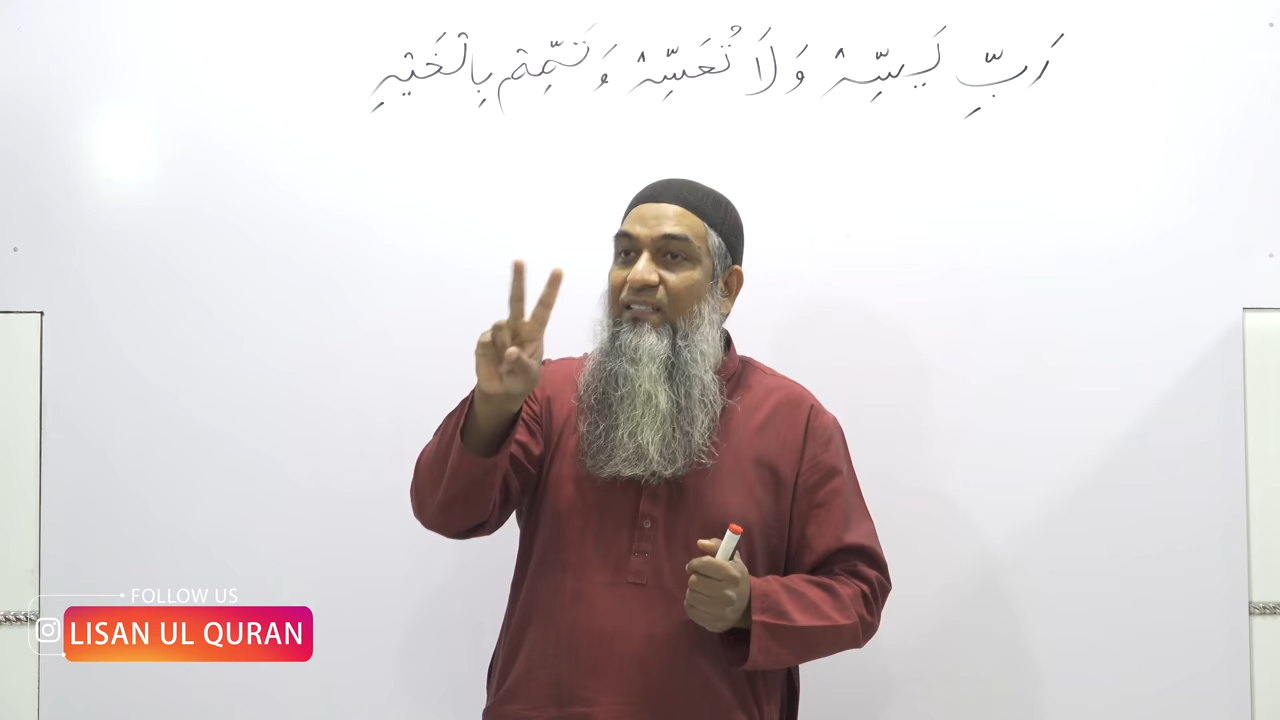 رَبِّ يَسِّرْ وَلَا تُعَسِّرْ وَتَمِّمْ بِالْخَيْرِ
FOLLOW US
LISAN UL QURAN